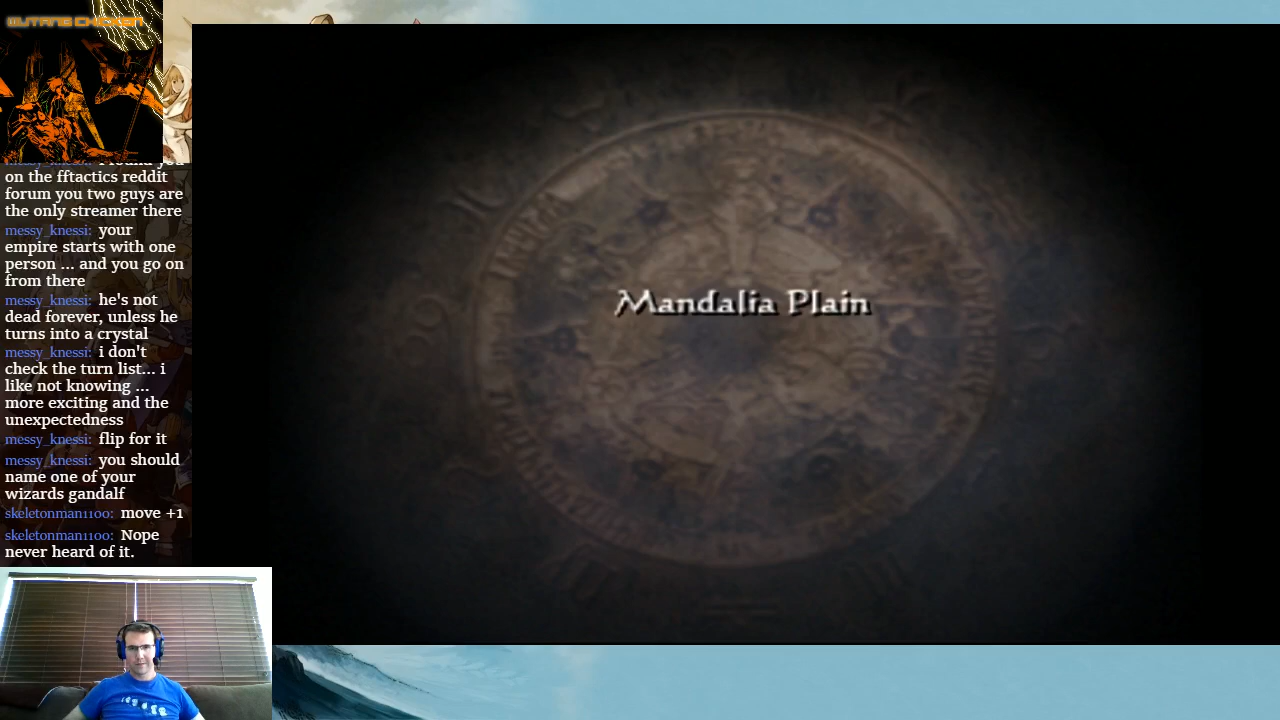 WUTANG CHICKEN
on the fftactics reddit
forum you two guys are
the only streamer there
messy_knessi: your
empire starts with one
person ... and you go on
from there
messy_knessi: he's not
dead forever, unless he
turns into a crystal
messy_knessi: i don't
check the turn list... i
like not knowing ...
more exciting and the
unexpectedness
messy_knessi: flip for it
messy_knessi: you should
name one of your
wizards gandalf
skeletonman1100: move +1
skeletonman1100: Nope
never heard of it.
Mandalia Plain